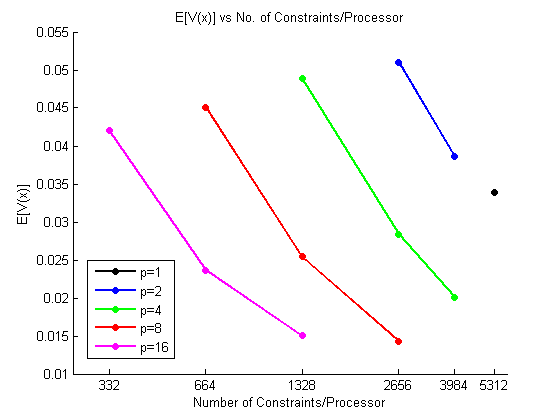 E[V(x)] vs No. of Constraints/Processor
E[V(x)]
0.055
0.05
0.045
0.04
0.035
0.03
0.025
0.02
0.015
0.01
p=1
p=2
p=4
p=8
p=16
332 664 1328 2656 3984 5312
Number of Constraints/Processor